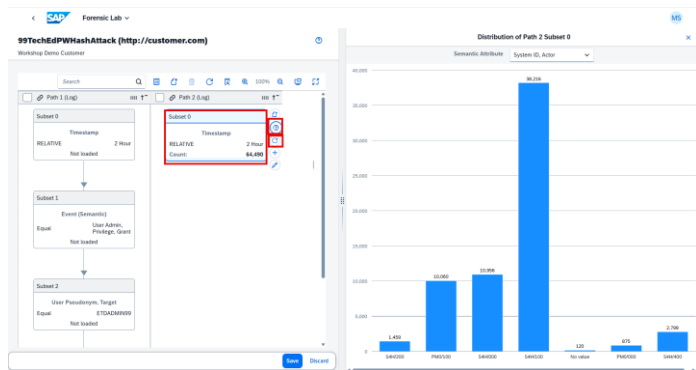 SAP Forensic Lab
MS
99TechEdPWHashAttack (http://customer.com)
Workshop Demo Customer
Search
100%
Path 1 (Log)
Path 2 (Log)
Subset 0
Timestamp
RELATIVE 2 Hour
Not loaded
Subset 1
Event (Semantic)
Equal User Admin, Privilege, Grant
Not loaded
Subset 2
User Pseudonym, Target
Equal ETDADMIN99
Not loaded
Subset 0
Timestamp
RELATIVE 2 Hour
Count: 64,490
Save Discard
Distribution of Path 2 Subset 0
Semantic Attribute System ID, Actor
40,000
35,000
30,000
25,000
20,000
15,000
10,000
5,000
0
1,459
10,060
10,956
38,216
120
875
2,799
PM0/100
S4H/000
S4H/100
No value
PM0/000
S4H/400